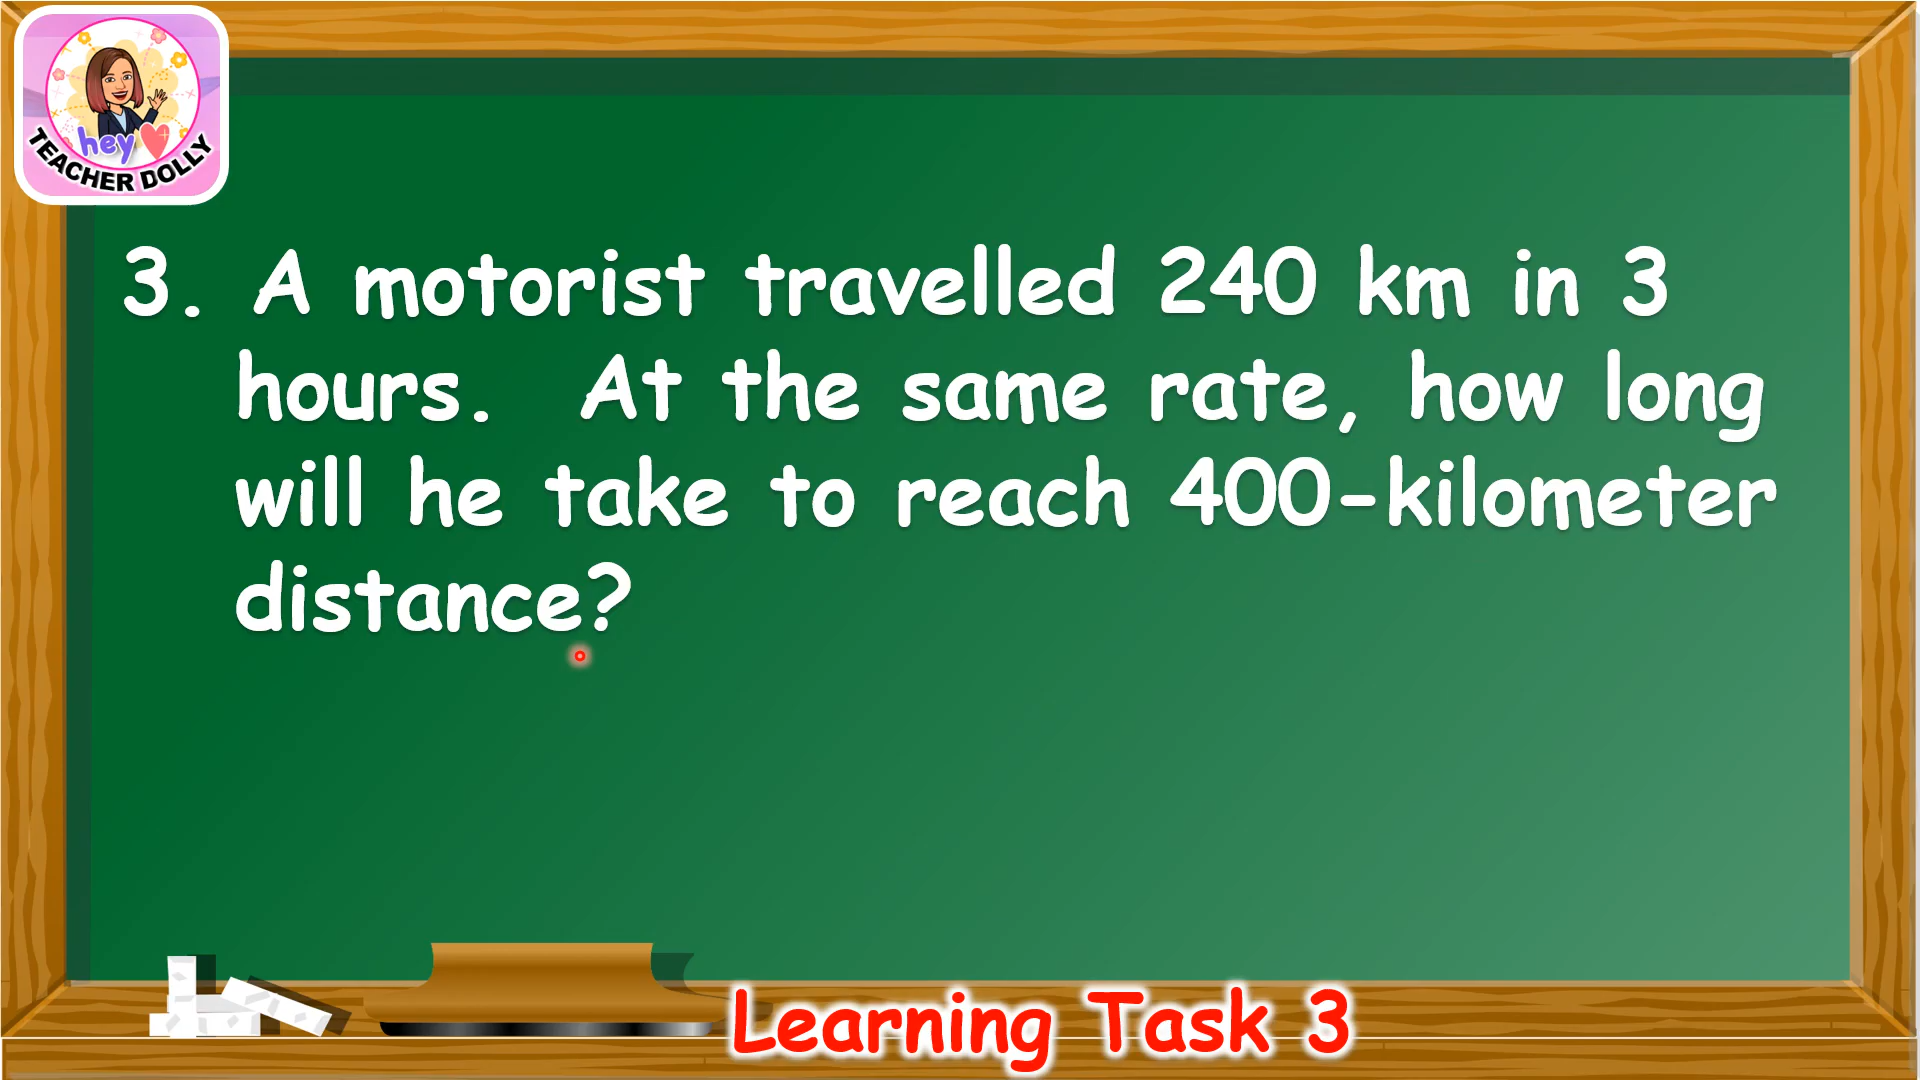 hey
TEACHER DOLLY
3. A motorist travelled 240 km in 3
hours. At the same rate, how long
will he take to reach 400-kilometer
distance?
Learning Task 3